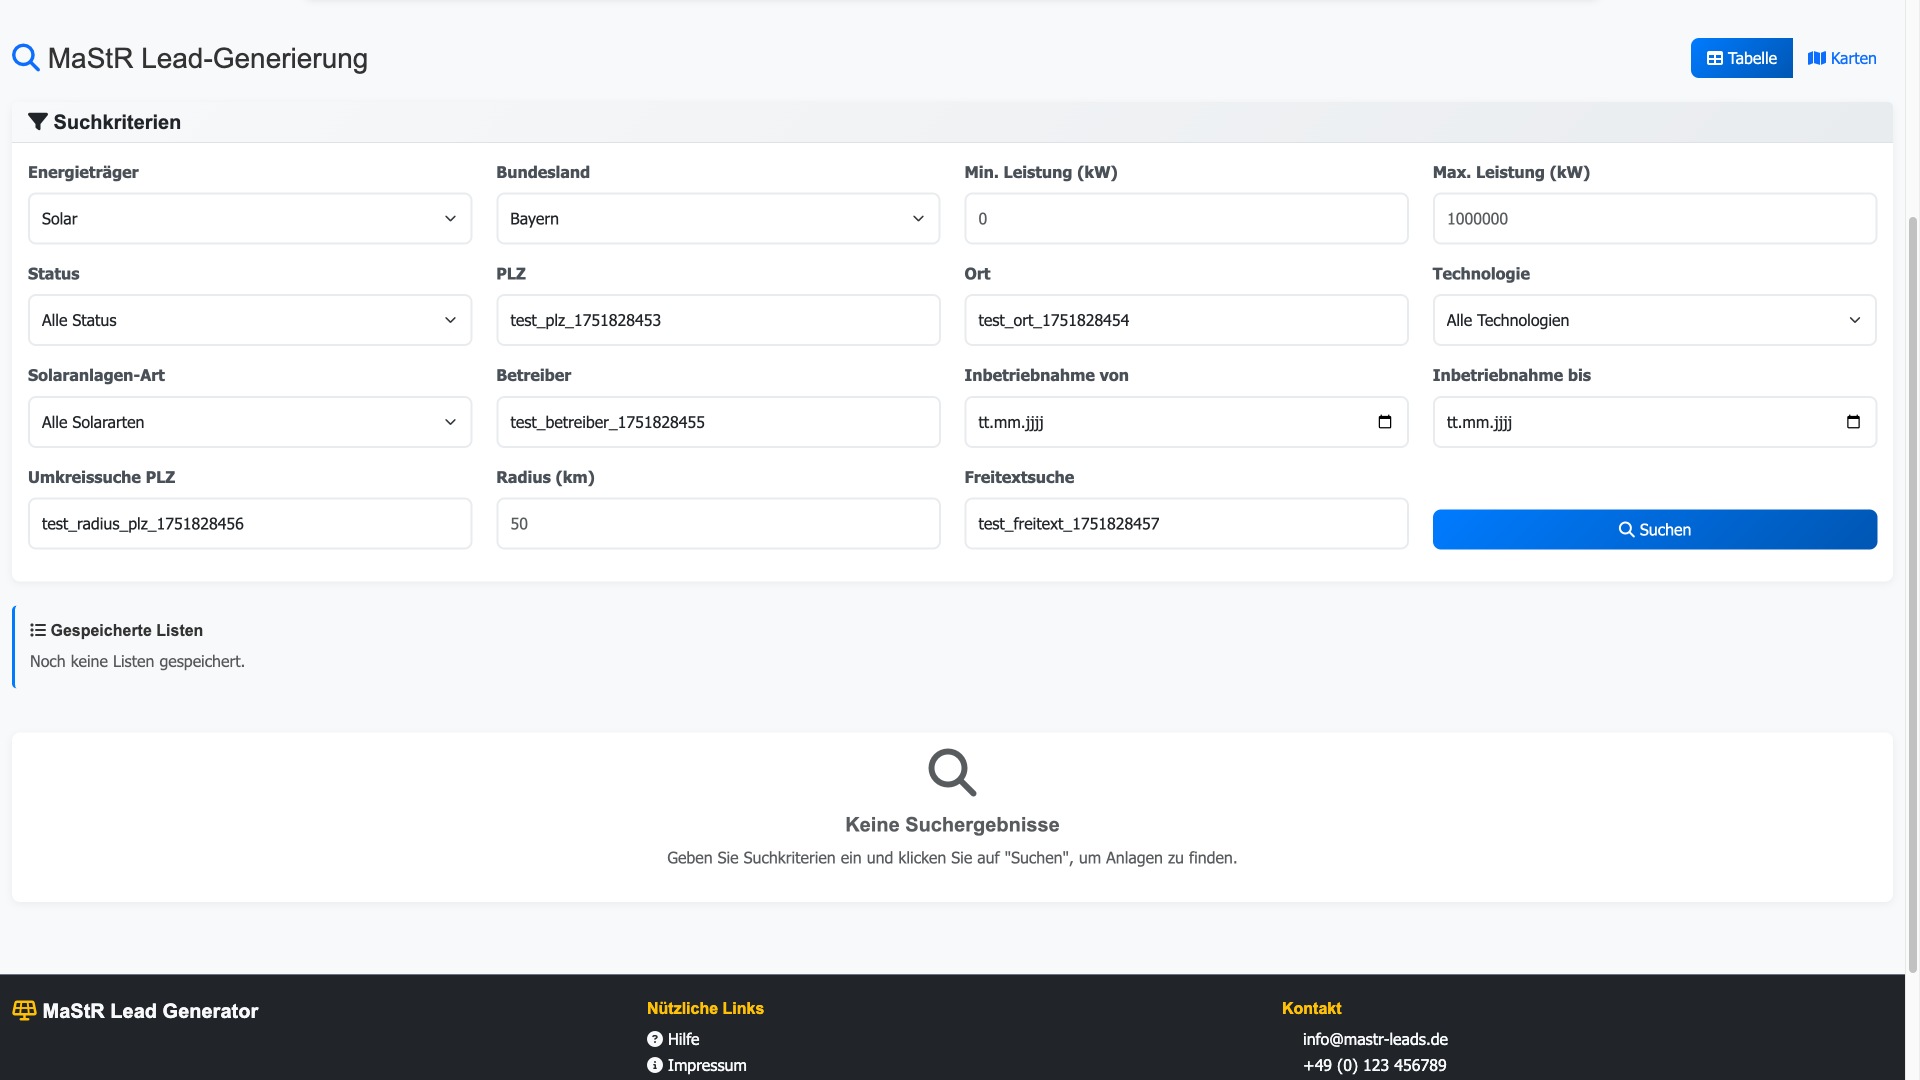 MaStR Lead-Generierung
Tabelle
Karten
Suchkriterien
Energieträger
Bundesland
Min. Leistung (kW)
Max. Leistung (kW)
Solar
Bayern
0
1000000
Status
PLZ
Ort
Technologie
Alle Status
test_plz_1751828453
test_ort_1751828454
Alle Technologien
Solaranlagen-Art
Betreiber
Inbetriebnahme von
Inbetriebnahme bis
Alle Solararten
test_betreiber_1751828455
tt.mm.jjjj
tt.mm.jjjj
Umkreissuche PLZ
Radius (km)
Freitextsuche
test_radius_plz_1751828456
50
test_freitext_1751828457
Suchen
Gespeicherte Listen
Noch keine Listen gespeichert.
Keine Suchergebnisse
Geben Sie Suchkriterien ein und klicken Sie auf "Suchen", um Anlagen zu finden.
MaStR Lead Generator
Nützliche Links
Hilfe
Impressum
Kontakt
info@mastr-leads.de
+49 (0) 123 456789